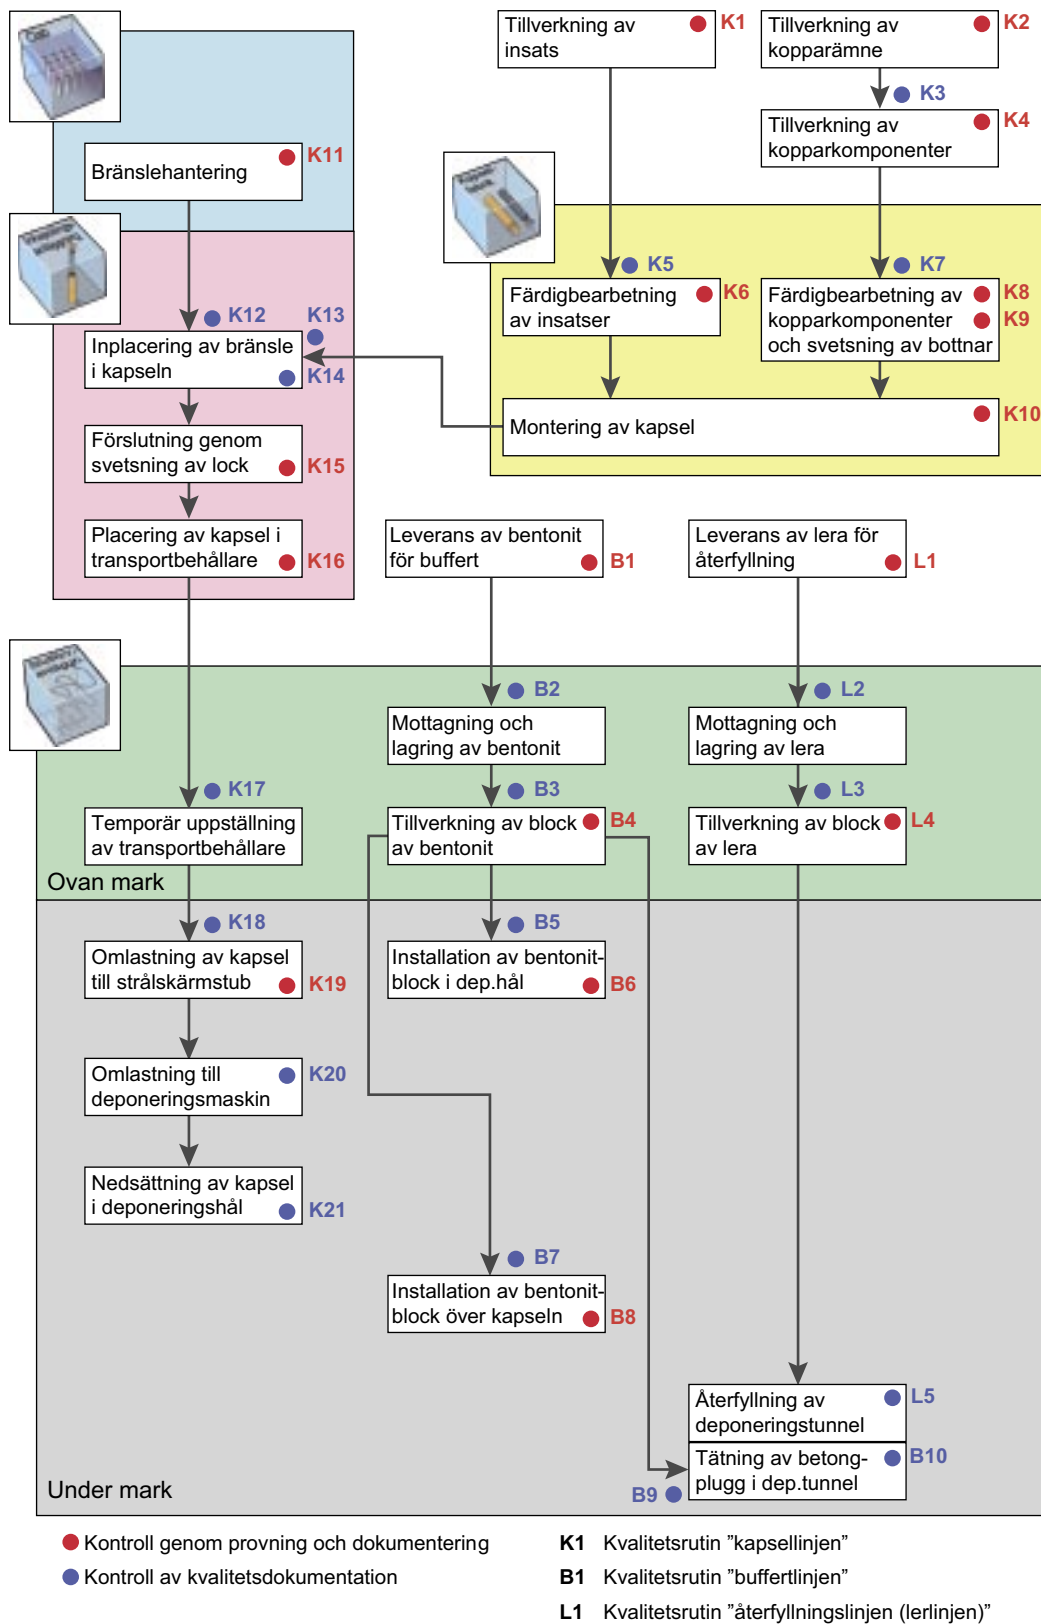 Tillverkning av
insats
K1
Tillverkning av
kopparämne
K2
K3
Tillverkning av
kopparkomponenter
K4
Bränslehantering
K11
K5
Färdigbearbetning
av insatser
K6
K7
Färdigbearbetning av
kopparkomponenter
och svetsning av bottnar
K8
K9
K12
K13
Inplacering av bränsle
i kapseln
K14
Montering av kapsel
K10
Förslutning genom
svetsning av lock
K15
Placering av kapsel i
transportbehållare
K16
Leverans av bentonit
för buffert
B1
Leverans av lera för
återfyllning
L1
B2
Mottagning och
lagring av bentonit
L2
Mottagning och
lagring av lera
K17
Temporär uppställning
av transportbehållare
B3
Tillverkning av block
av bentonit
B4
L3
Tillverkning av block
av lera
L4
Ovan mark
K18
Omlastning av kapsel
till strålskärmstub
K19
B5
Installation av bentonit-
block i dep.hål
B6
Omlastning till
deponeringsmaskin
K20
Nedsättning av kapsel
i deponeringshål
K21
B7
Installation av bentonit-
block över kapseln
B8
Återfyllning av
deponeringstunnel
L5
Tätning av betong-
plugg i dep.tunnel
B10
B9
Under mark
Kontroll genom provning och dokumentering
Kontroll av kvalitetsdokumentation
K1 Kvalitetsrutin ”kapsellinjen”
B1 Kvalitetsrutin ”buffertlinjen”
L1 Kvalitetsrutin ”återfyllningslinjen (lerlinjen)”